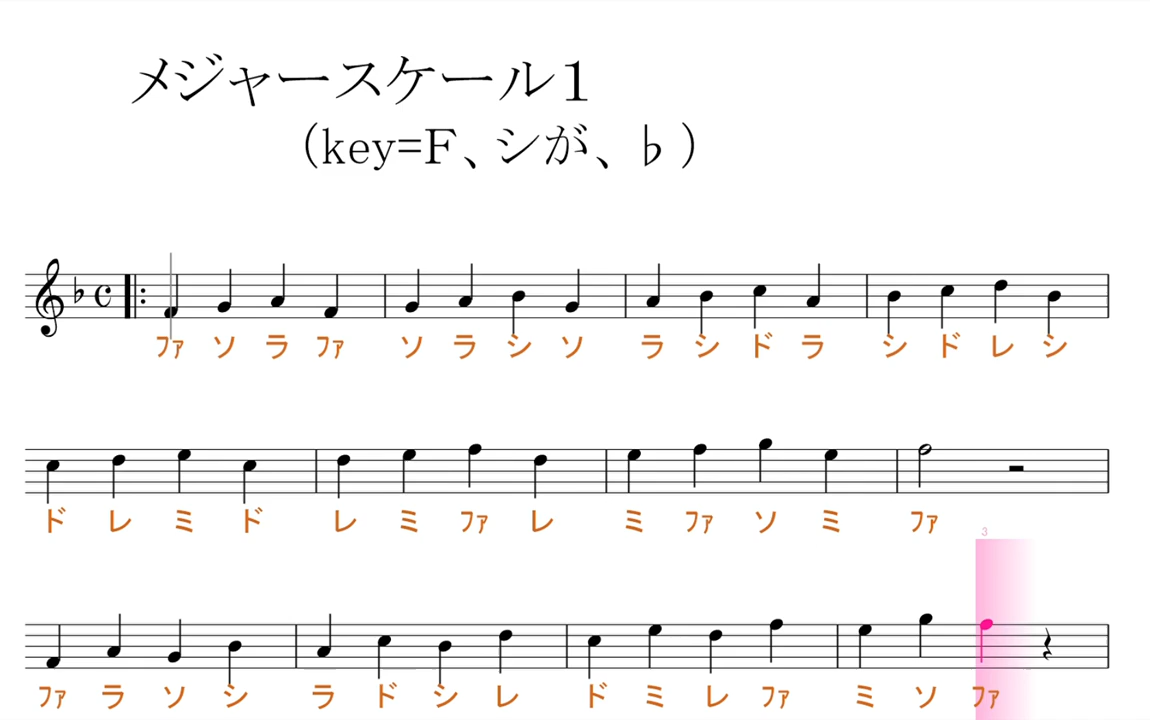 メジャースケール１
（key=F、シが、♭）
ﾌｧ ソ ラ ﾌｧ ソ ラ シ ソ ラ シ ド ラ シ ド レ シ
ド レ ミ ド レ ミ ﾌｧ レ ミ ﾌｧ ソ ミ ﾌｧ
3
ﾌｧ ラ ソ シ ラ ド シ レ ド ミ レ ﾌｧ ミ ソ ﾌｧ